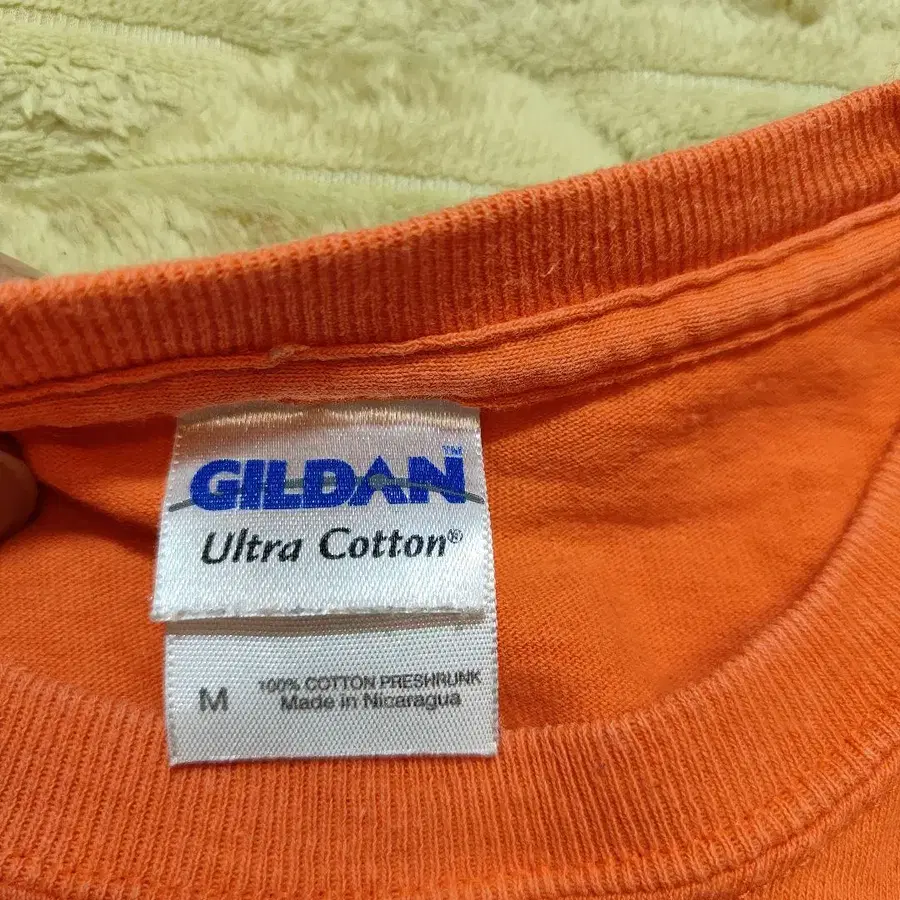 GILDAN™
Ultra Cotton®
M
100% COTTON PRESHRUNK
Made in Nicaragua